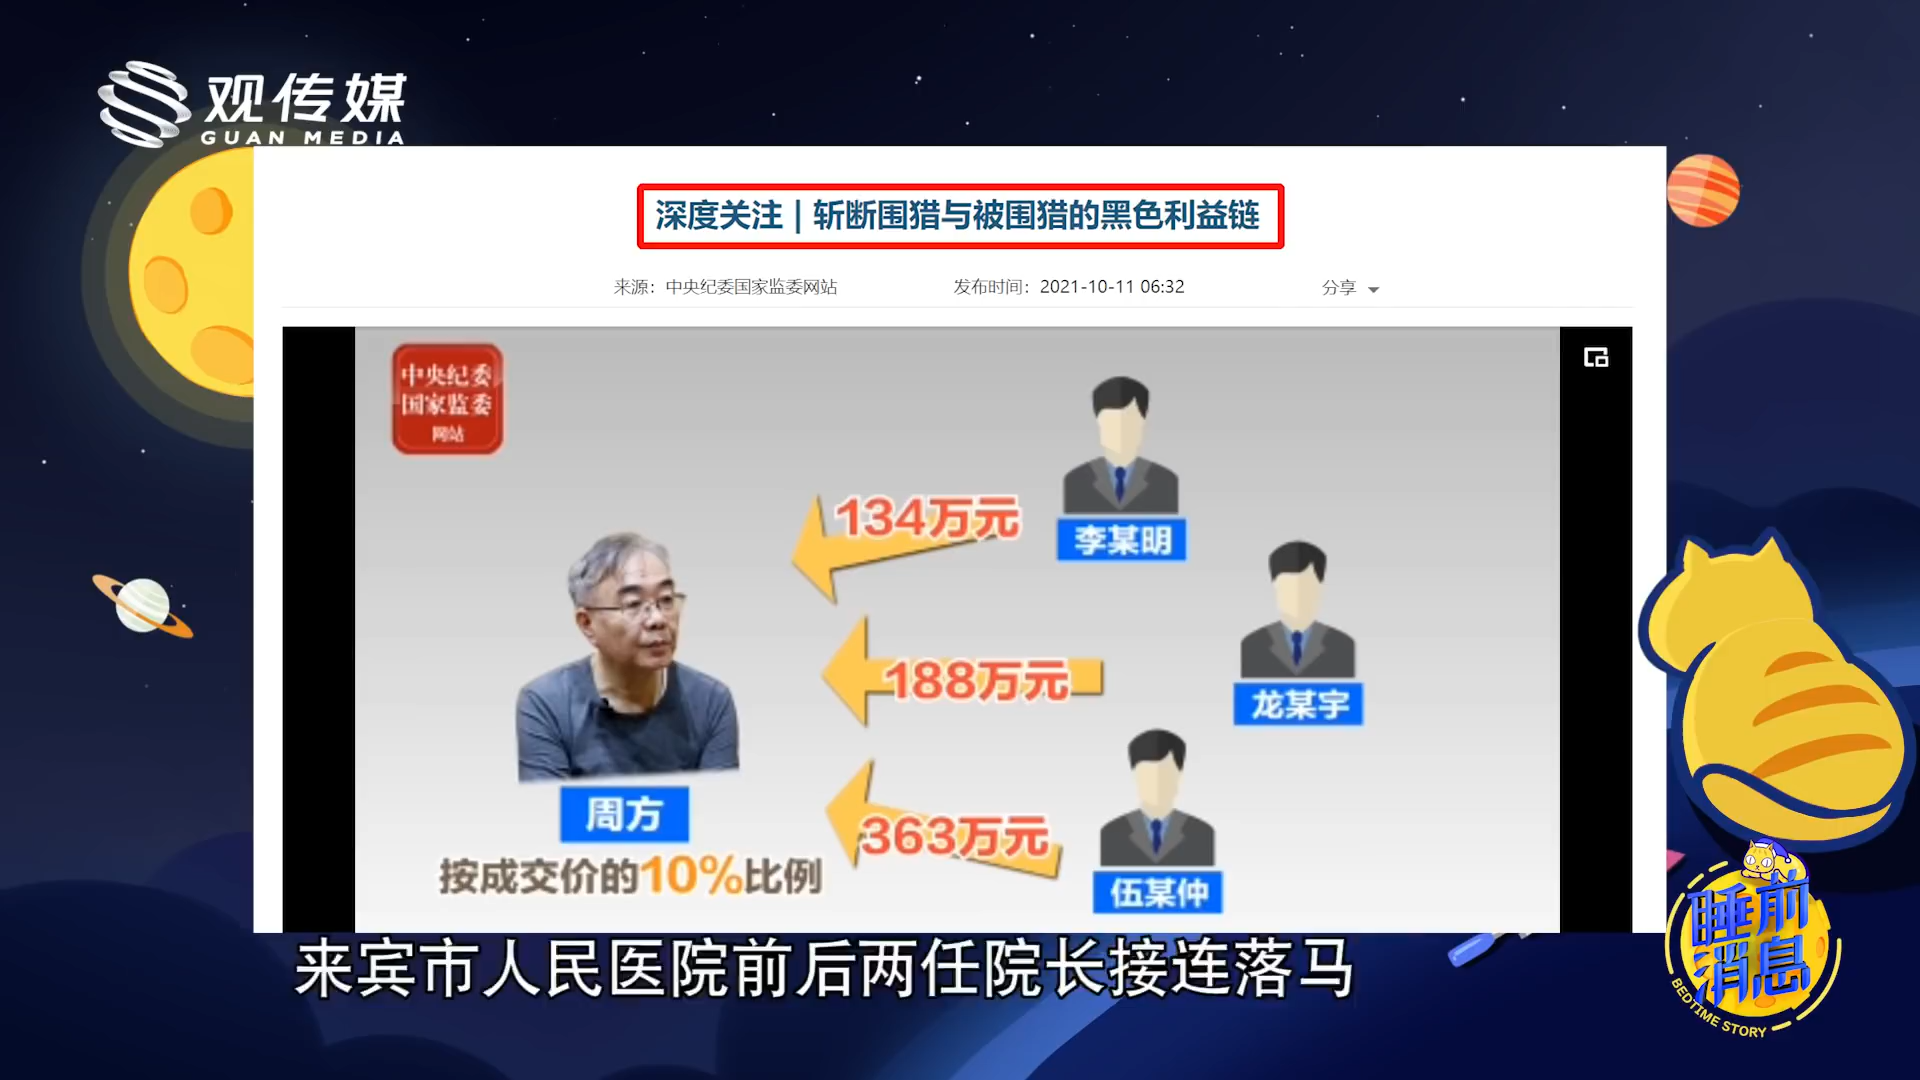 观传媒
GUAN MEDIA
深度关注 | 斩断围猎与被围猎的黑色利益链
来源：中央纪委国家监委网站
发布时间：2021-10-11 06:32
分享
中央纪委
国家监委
网站
134万元
李某明
188万元
龙某宇
363万元
伍某仲
周方
按成交价的10%比例
来宾市人民医院前后两任院长接连落马
睡前
消息
BEDTIME STORY